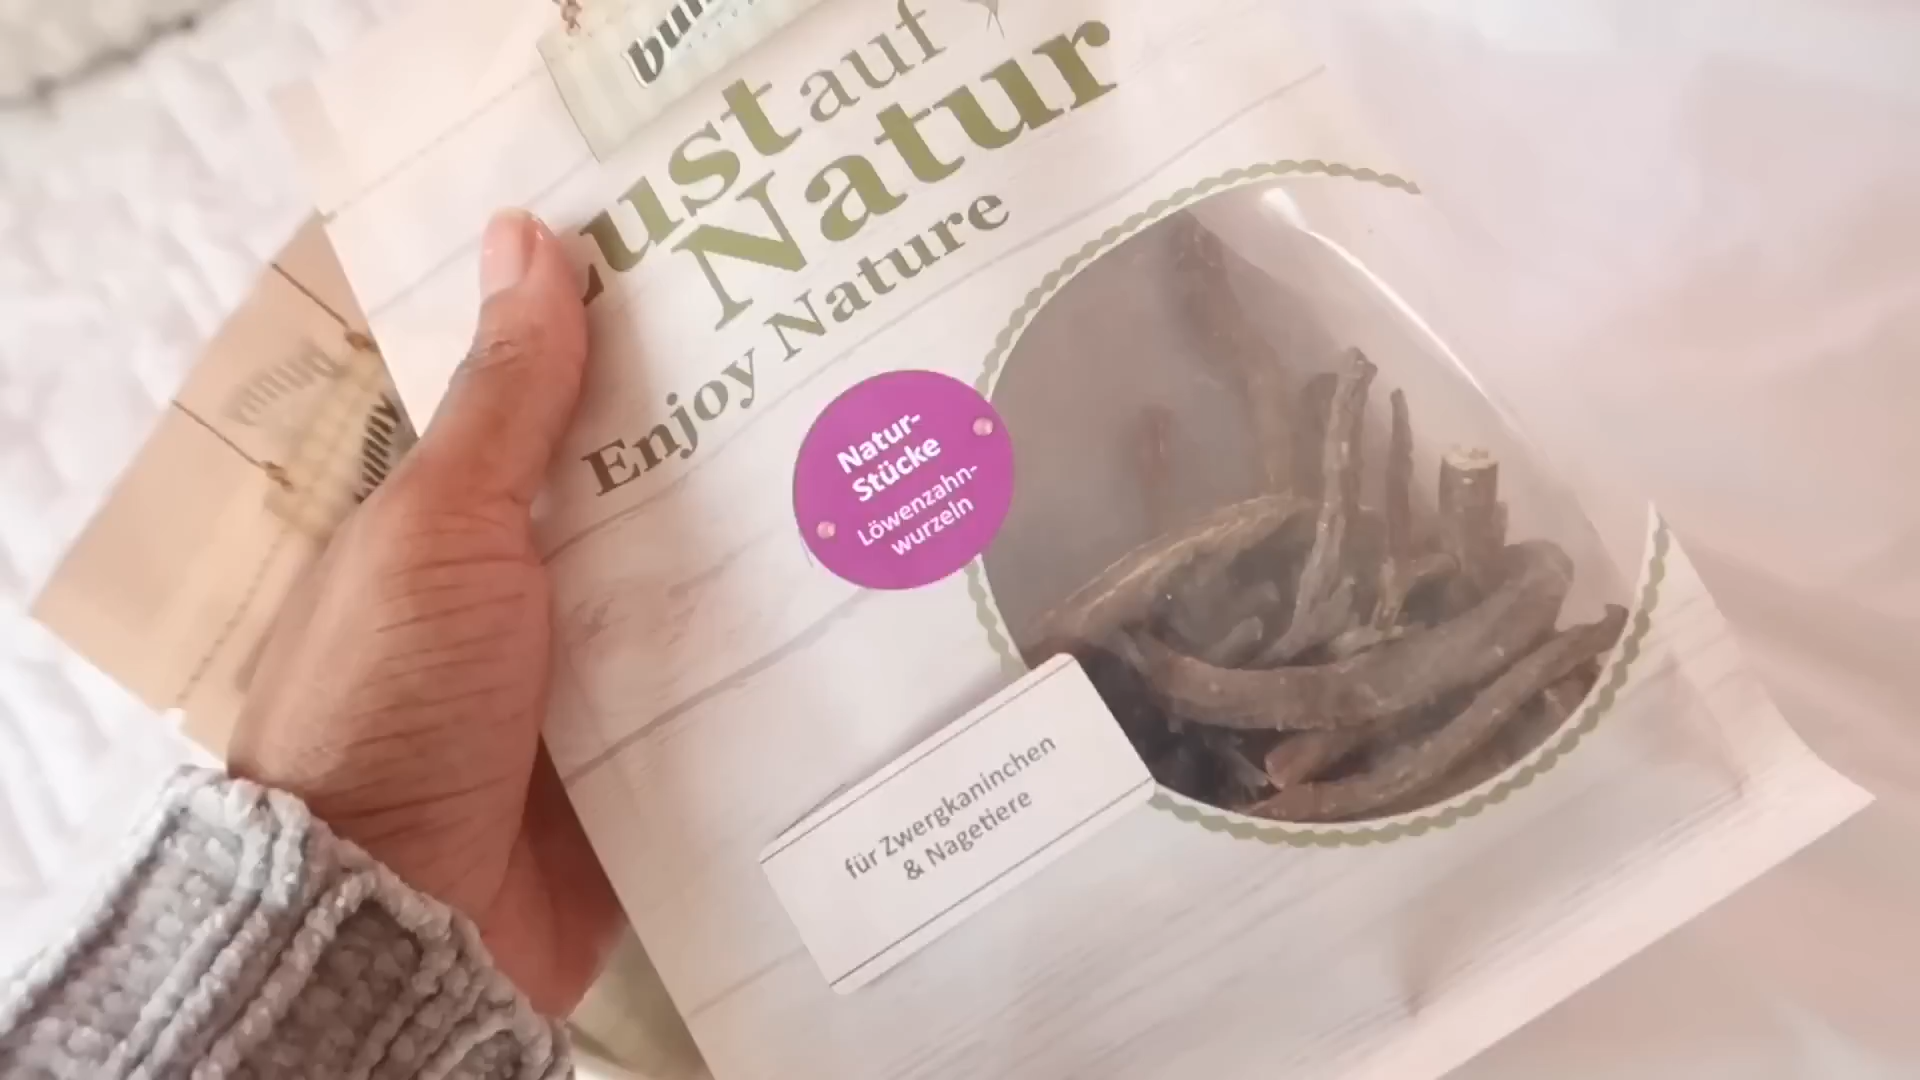 Lust auf
Natur
Enjoy Nature
Natur-
Stücke
Löwenzahn-
wurzeln
für Zwergkaninchen
& Nagetiere